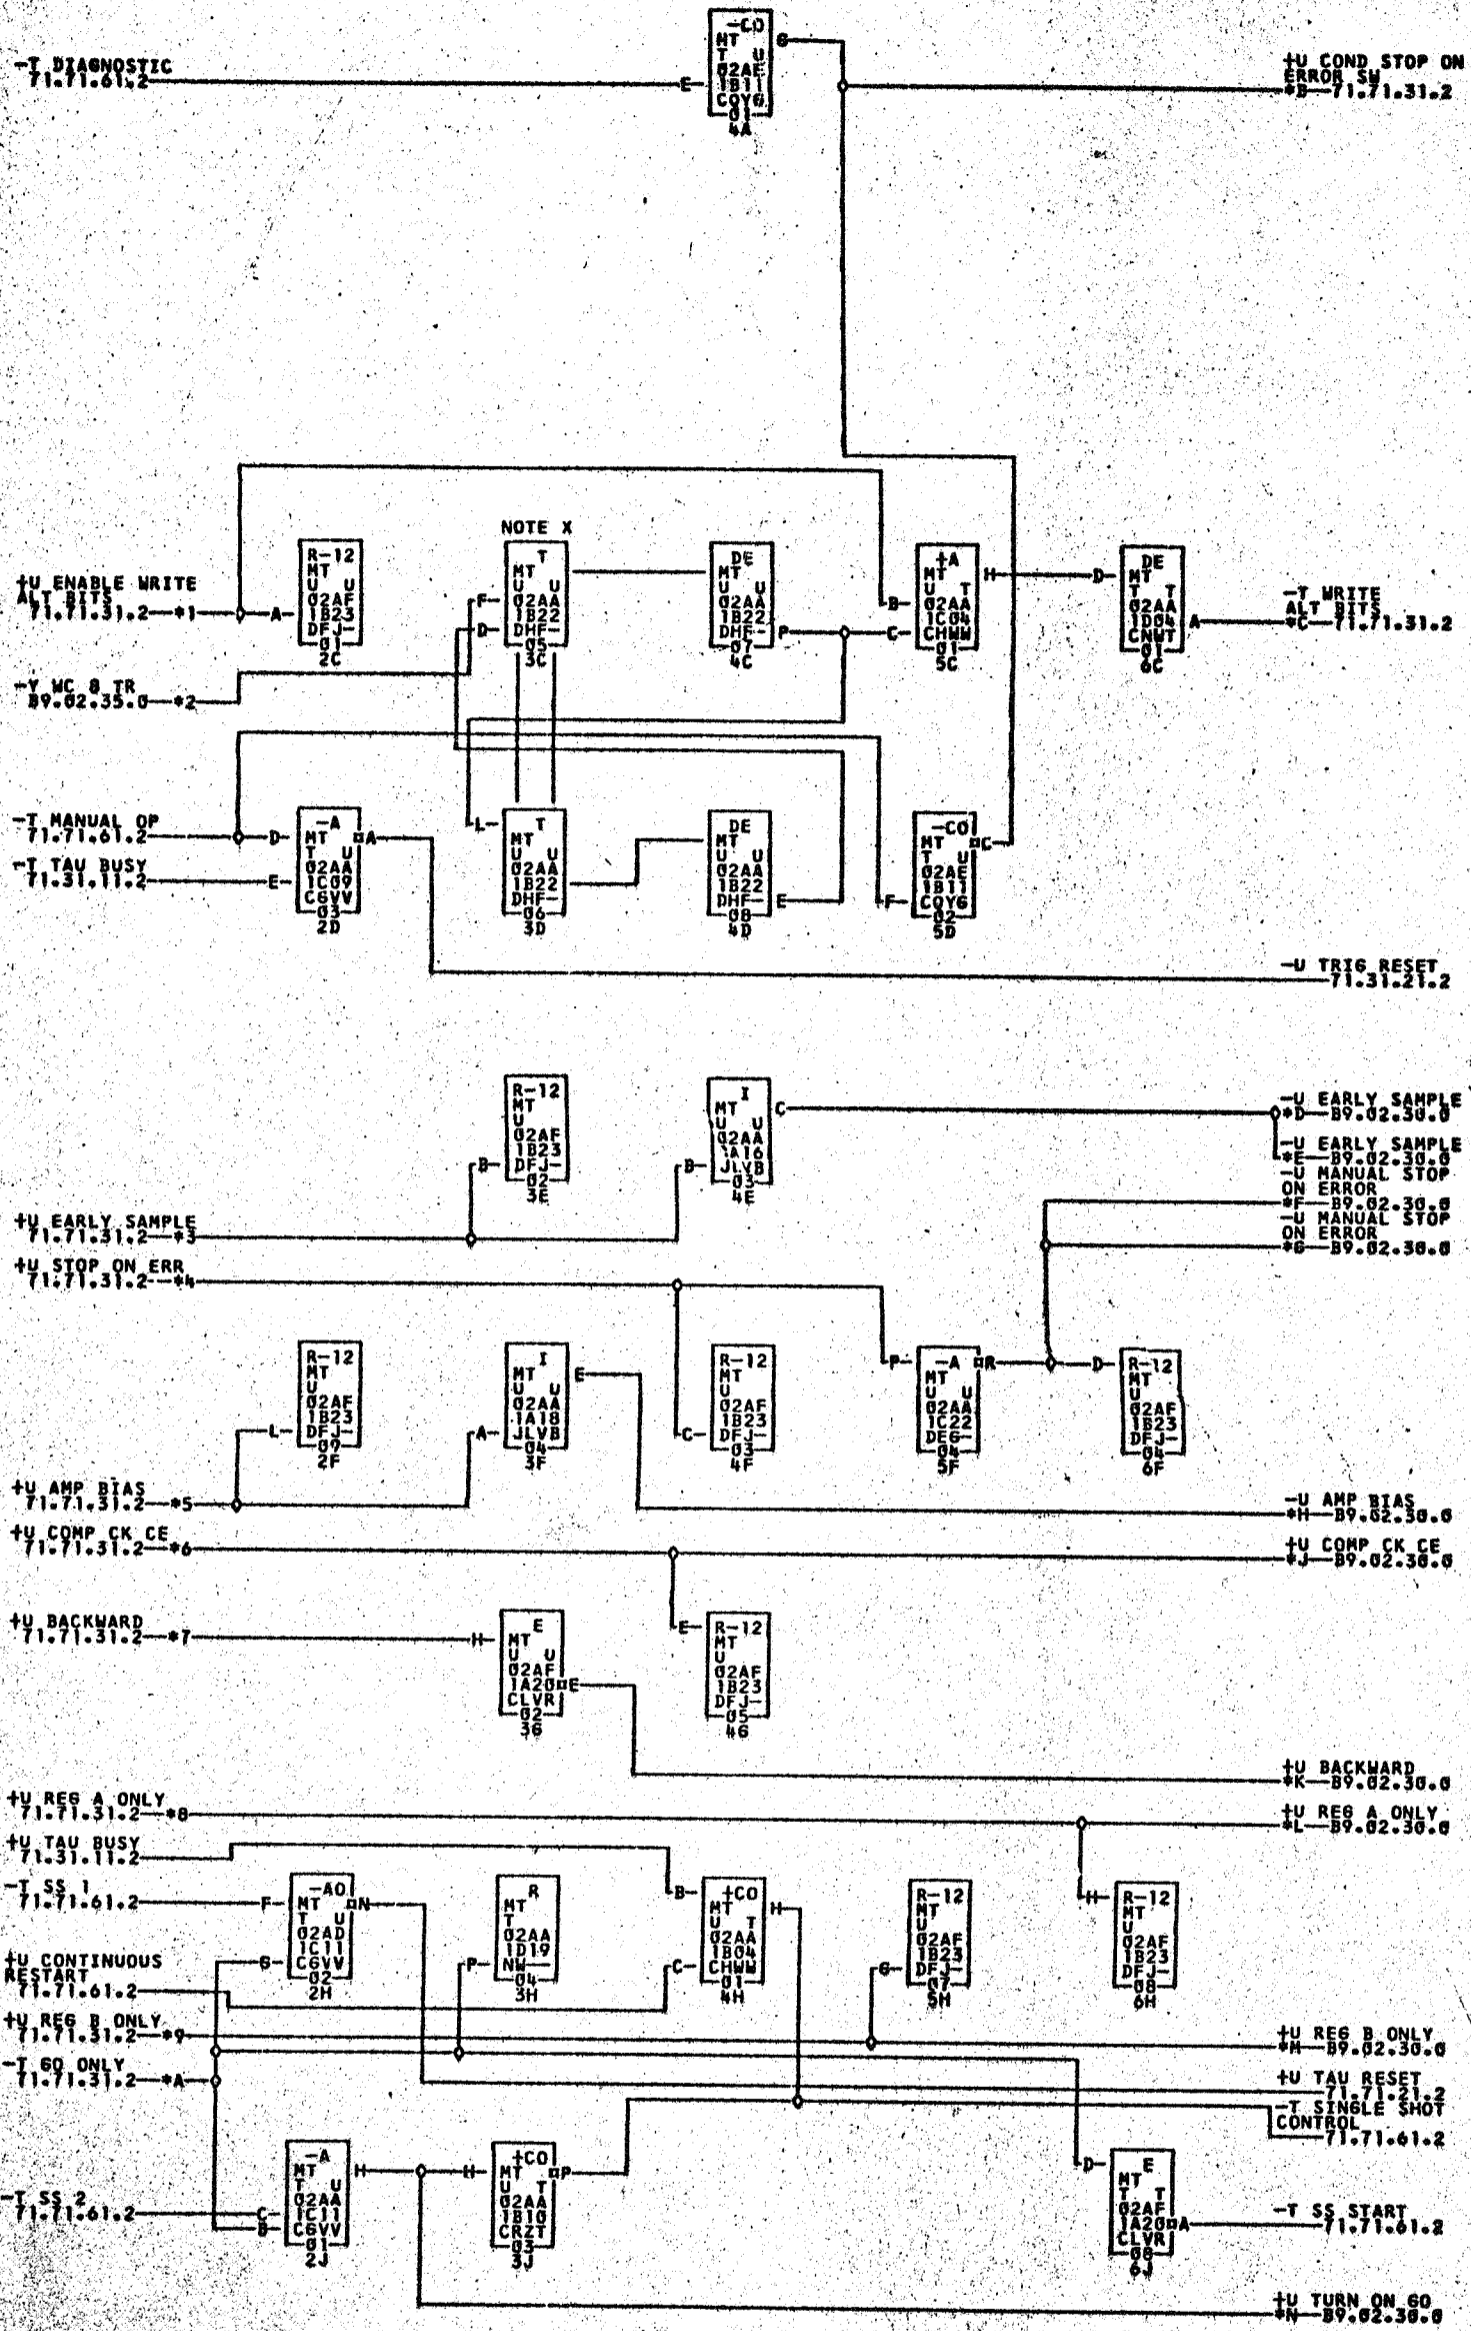 -CO
MT G
T U
-T DIAGNOSTIC
71.71.61.2 E
02AE
1B11
CQYG
01
4A
+U COND STOP ON
ERROR SW
*B 71.71.31.2
NOTE X
+U ENABLE WRITE
ALT BITS
71.71.31.2 *1 A
R-12
MT
U U
02AF
1B23
DFJ-
01
2C
F
D
T
MT
U U
02AA
1B22
DHF-
05
3C
DE
MT
U U
02AA
1B22
DHF- P
07
4C
B
C
+A
MT H
U T
02AA
1C04
CHWW
01
5C
D
DE
MT
T T
02AA
1D04
CNWT A
01
6C
-T WRITE
ALT BITS
*C 71.71.31.2
-Y WC 8 TR
B9.02.35.0 *2
-T MANUAL OP
71.71.61.2 D
-T TAU BUSY
71.31.11.2 E
-A
MT A
T U
02AA
1C09
CGVV
03
2D
L
T
MT
U U
02AA
1B22
DHF-
06
3D
DE
MT
U U
02AA
1B22
DHF- E
08
4D
F
-CO
MT C
T U
02AE
1B11
CQYG
02
5D
-U TRIG RESET
71.31.21.2
B
R-12
MT
U
02AF
1B23
DFJ-
02
3E
B
I
MT C
U U
02AA
1A16
JLVB
03
4E
-U EARLY SAMPLE
*D B9.02.30.0
-U EARLY SAMPLE
*E B9.02.30.0
-U MANUAL STOP
ON ERROR
*F B9.02.30.0
-U MANUAL STOP
ON ERROR
*G B9.02.30.0
+U EARLY SAMPLE
71.71.31.2 *3
+U STOP ON ERR
71.71.31.2 *4
L
R-12
MT
U
02AF
1B23
DFJ-
09
2F
A
I
MT E
U U
02AA
1A18
JLVB
04
3F
C
R-12
MT
U
02AF
1B23
DFJ-
03
4F
P
-A R
MT
U U
02AA
1C22
DEG-
04
5F
D
R-12
MT
U
02AF
1B23
DFJ-
04
6F
+U AMP BIAS
71.71.31.2 *5
-U AMP BIAS
*H B9.02.30.0
+U COMP CK CE
71.71.31.2 *6
+U COMP CK CE
*J B9.02.30.0
+U BACKWARD
71.71.31.2 *7 H
E
MT
U U
02AF
1A20 E
CLVR
02
3G
E
R-12
MT
U
02AF
1B23
DFJ-
05
4G
+U BACKWARD
*K B9.02.30.0
+U REG A ONLY
71.71.31.2 *8
+U REG A ONLY
*L B9.02.30.0
+U TAU BUSY
71.31.11.2
-T SS 1
71.71.61.2 F
G
-AO
MT N
T U
02AD
1C11
CGVV
02
2H
P
R
MT
T
02AA
1D19
NW
04
3H
B
C
+CO
MT H
U T
02AA
1B04
CHWW
01
4H
G
R-12
MT
U
02AF
1B23
DFJ-
07
5H
H
R-12
MT
U
02AF
1B23
DFJ-
08
6H
+U CONTINUOUS
RESTART
71.71.61.2
+U REG B ONLY
71.71.31.2 *9
+U REG B ONLY
*M B9.02.30.0
-T GO ONLY
71.71.31.2 *A
+U TAU RESET
71.71.21.2
-T SINGLE SHOT
CONTROL
71.71.61.2
-T SS 2
71.71.61.2 C
B
-A
MT H
T U
02AA
1C11
CGVV
01
2J
H
+CO
MT P
U T
02AA
1B10
CRZT
03
3J
D
E
MT
T T
02AF
1A20 A
CLVR
08
6J
-T SS START
71.71.61.2
+U TURN ON GO
*N B9.02.30.0